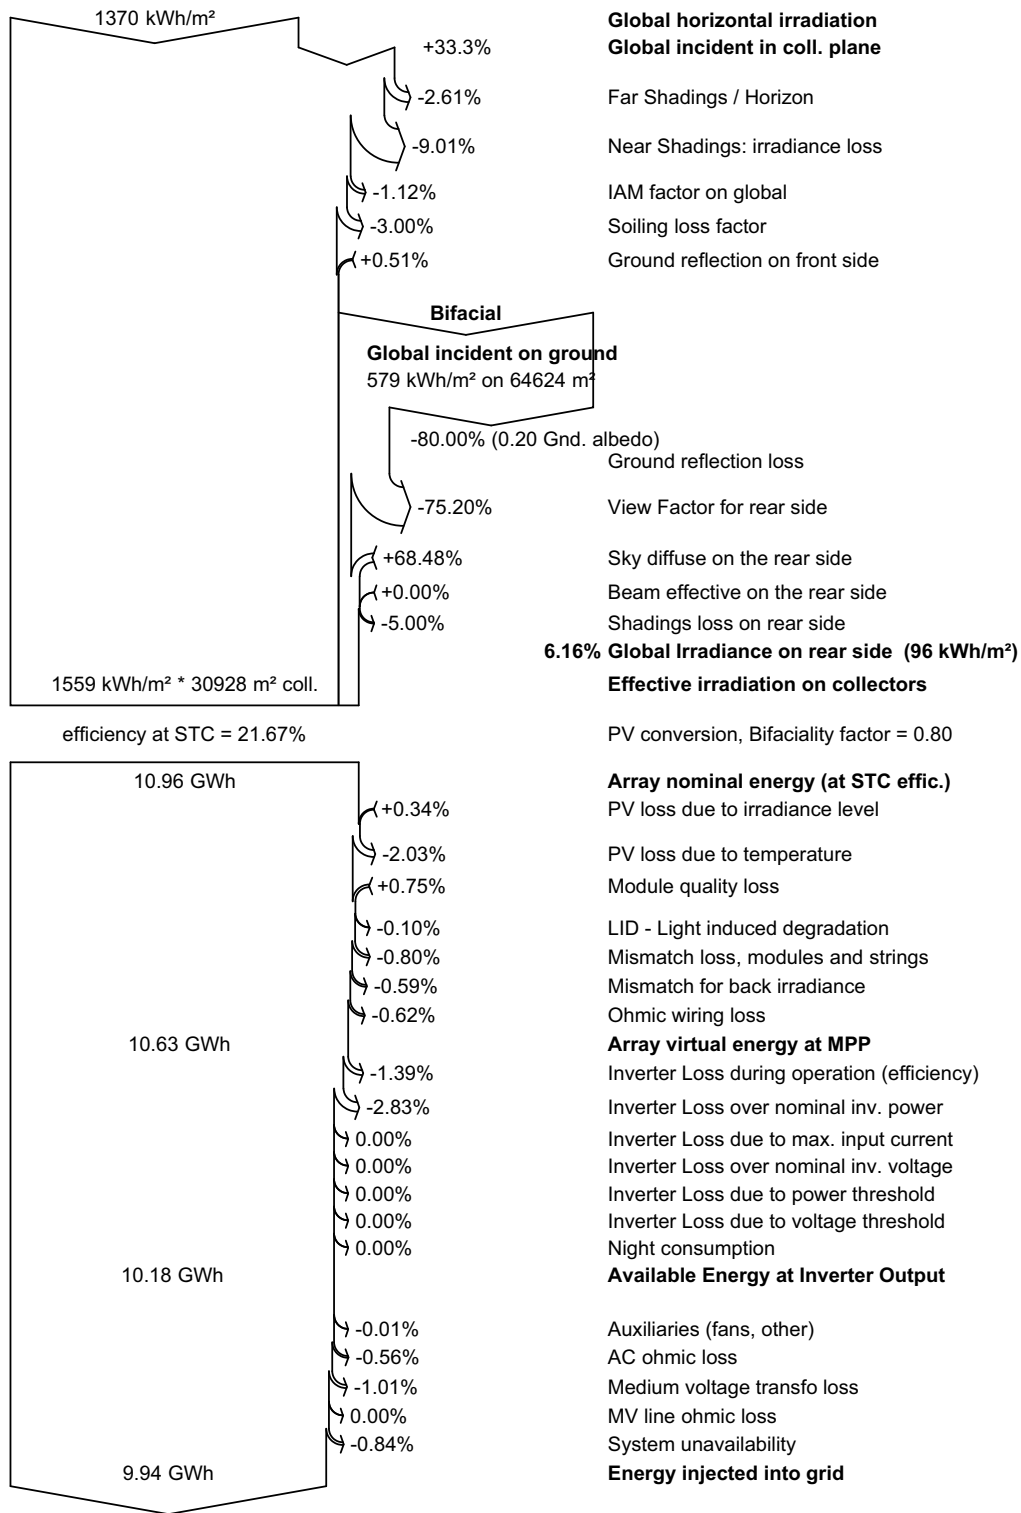 1370 kWh/m² Global horizontal irradiation
+33.3% Global incident in coll. plane
-2.61% Far Shadings / Horizon
-9.01% Near Shadings: irradiance loss
-1.12% IAM factor on global
-3.00% Soiling loss factor
+0.51% Ground reflection on front side
Bifacial
Global incident on ground
579 kWh/m² on 64624 m²
-80.00% (0.20 Gnd. albedo)
Ground reflection loss
-75.20% View Factor for rear side
+68.48% Sky diffuse on the rear side
+0.00% Beam effective on the rear side
-5.00% Shadings loss on rear side
6.16% Global Irradiance on rear side (96 kWh/m²)
1559 kWh/m² * 30928 m² coll. Effective irradiation on collectors
efficiency at STC = 21.67% PV conversion, Bifaciality factor = 0.80
10.96 GWh Array nominal energy (at STC effic.)
+0.34% PV loss due to irradiance level
-2.03% PV loss due to temperature
+0.75% Module quality loss
-0.10% LID - Light induced degradation
-0.80% Mismatch loss, modules and strings
-0.59% Mismatch for back irradiance
-0.62% Ohmic wiring loss
10.63 GWh Array virtual energy at MPP
-1.39% Inverter Loss during operation (efficiency)
-2.83% Inverter Loss over nominal inv. power
0.00% Inverter Loss due to max. input current
0.00% Inverter Loss over nominal inv. voltage
0.00% Inverter Loss due to power threshold
0.00% Inverter Loss due to voltage threshold
0.00% Night consumption
10.18 GWh Available Energy at Inverter Output
-0.01% Auxiliaries (fans, other)
-0.56% AC ohmic loss
-1.01% Medium voltage transfo loss
0.00% MV line ohmic loss
-0.84% System unavailability
9.94 GWh Energy injected into grid